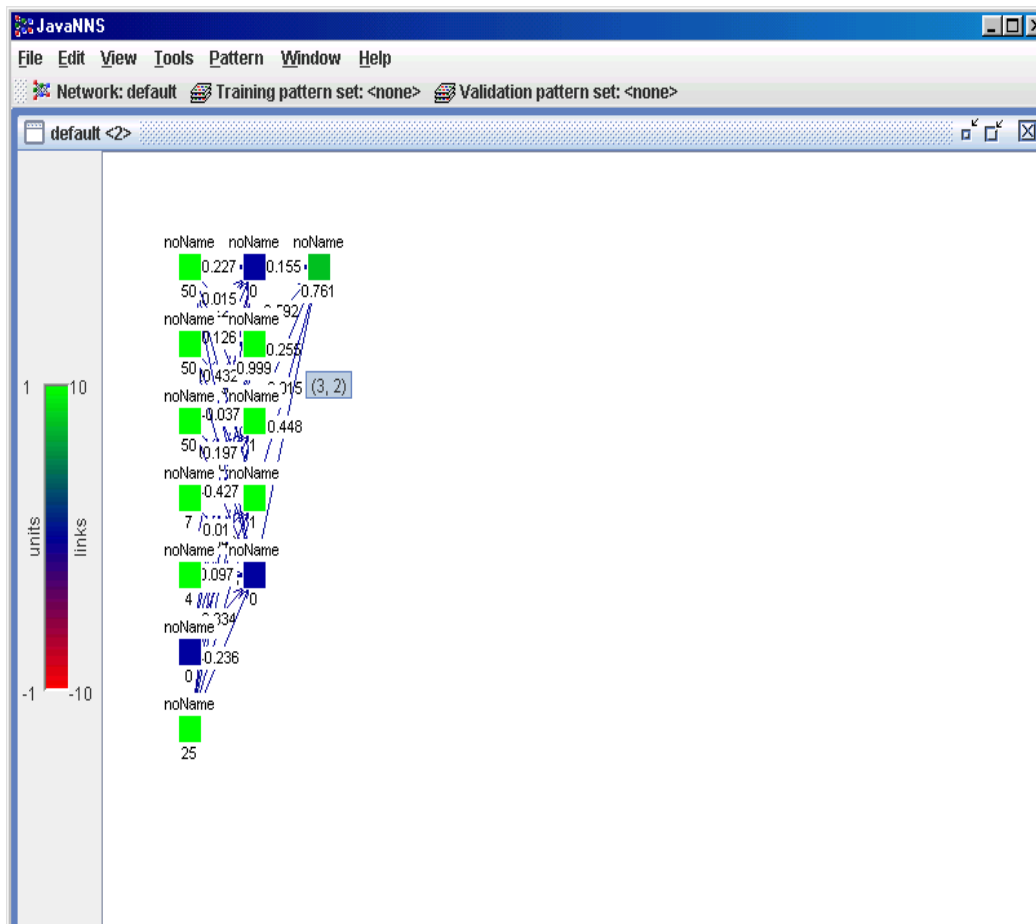 JavaNNS
File Edit View Tools Pattern Window Help
Network: default Training pattern set: <none> Validation pattern set: <none>
default <2>
noName noName noName
0.227 0.155
50 0.015 0 0.761
noName noName
0.126 0.255
50 0.432 0.999
(3, 2)
1 10
noName noName
-0.037 0.448
50 0.197 1
noName noName
-0.427
7 0.01 1
units links
noName noName
0.097
4 0
noName
-0.236
0
-1 -10
noName
25